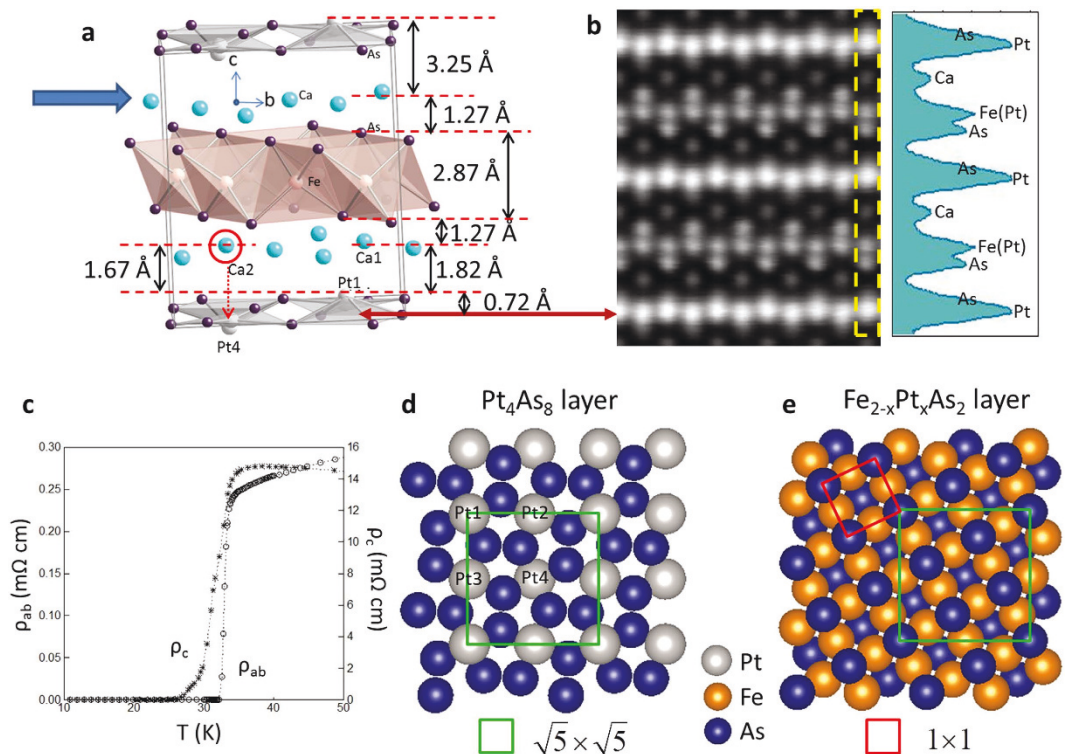 a
As
3.25 Å
c
b
Ca
1.27 Å
As
2.87 Å
Fe
1.27 Å
1.67 Å
Ca2
Ca1
1.82 Å
Pt1
0.72 Å
Pt4
b
As
Pt
Ca
Fe(Pt)
As
As
Pt
Ca
Fe(Pt)
As
As
Pt
c
0.30
0.25
0.20
0.15
0.10
0.05
0.00
ρab (mΩ cm)
16
14
12
10
8
6
4
2
0
ρc (mΩ cm)
ρc
ρab
10 20 30 40 50
T (K)
d
Pt₄As₈ layer
Pt1 Pt2
Pt3 Pt4
√5 × √5
Pt
Fe
As
e
Fe₂₋ₓPtₓAs₂ layer
1×1